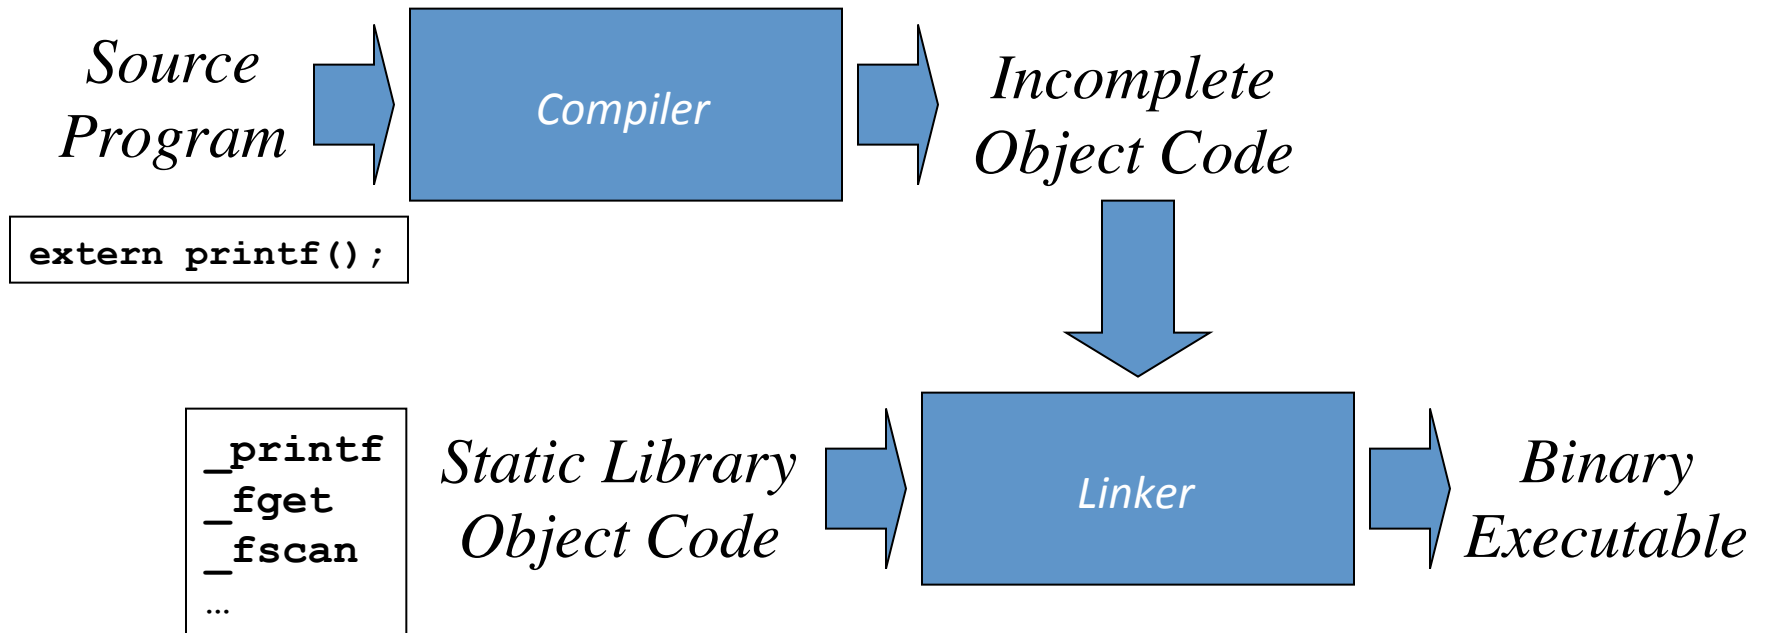 Source
Program
Compiler
Incomplete
Object Code
extern printf();
_printf
_fget
_fscan
…
Static Library
Object Code
Linker
Binary
Executable